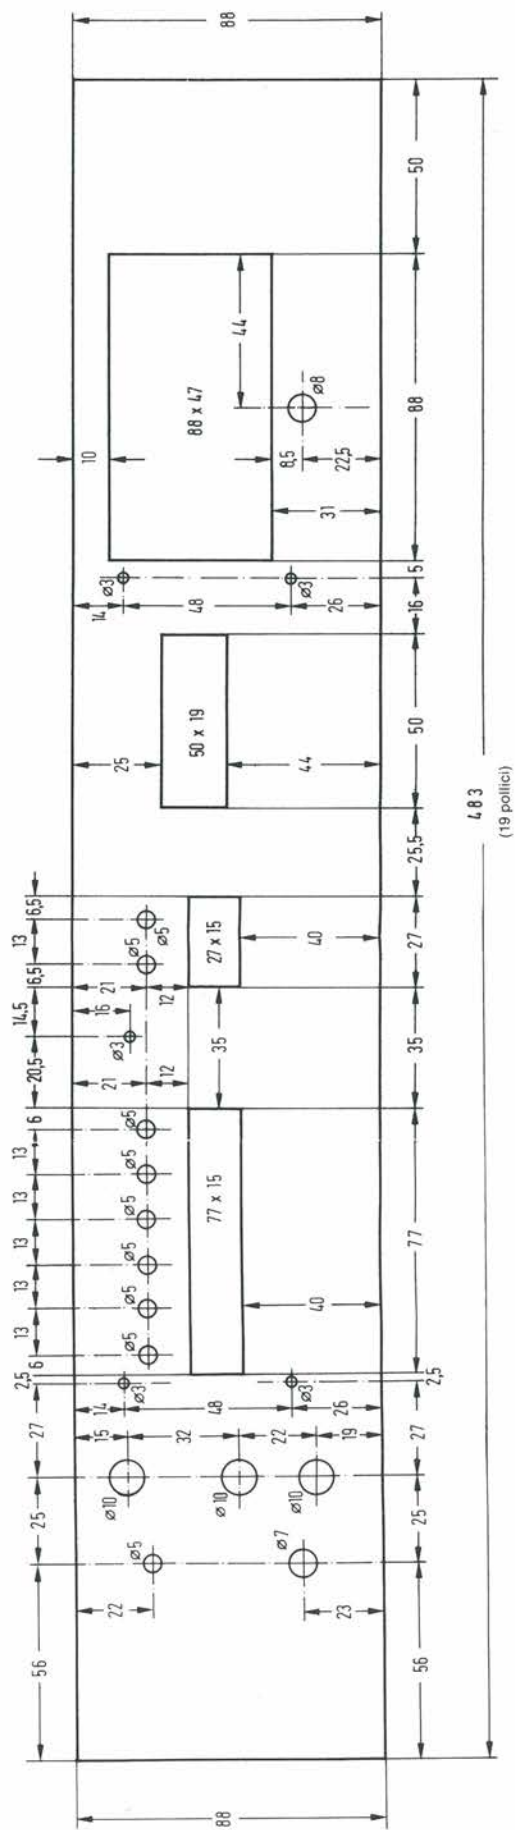 56 25 27 2,5 6 13 13 13 13 13 6 20,5 14,5 6,5 13 6,5
88 22 15 14 21 16 21 25 14 10 88
ø5 ø10 ø3 ø5 ø5 ø5 ø5 ø5 ø5 ø3 ø5 ø5 ø3
32 48 12 12 48
77 x 15 35 27 x 15 50 x 19 88 x 47 44
ø10 22 ø3 40 40 44 ø3 8,5 ø8
ø7 ø10
23 19 26 26 31 22,5
56 25 27 2,5 77 35 27 25,5 50 16 5 88 50
483
(19 pollici)